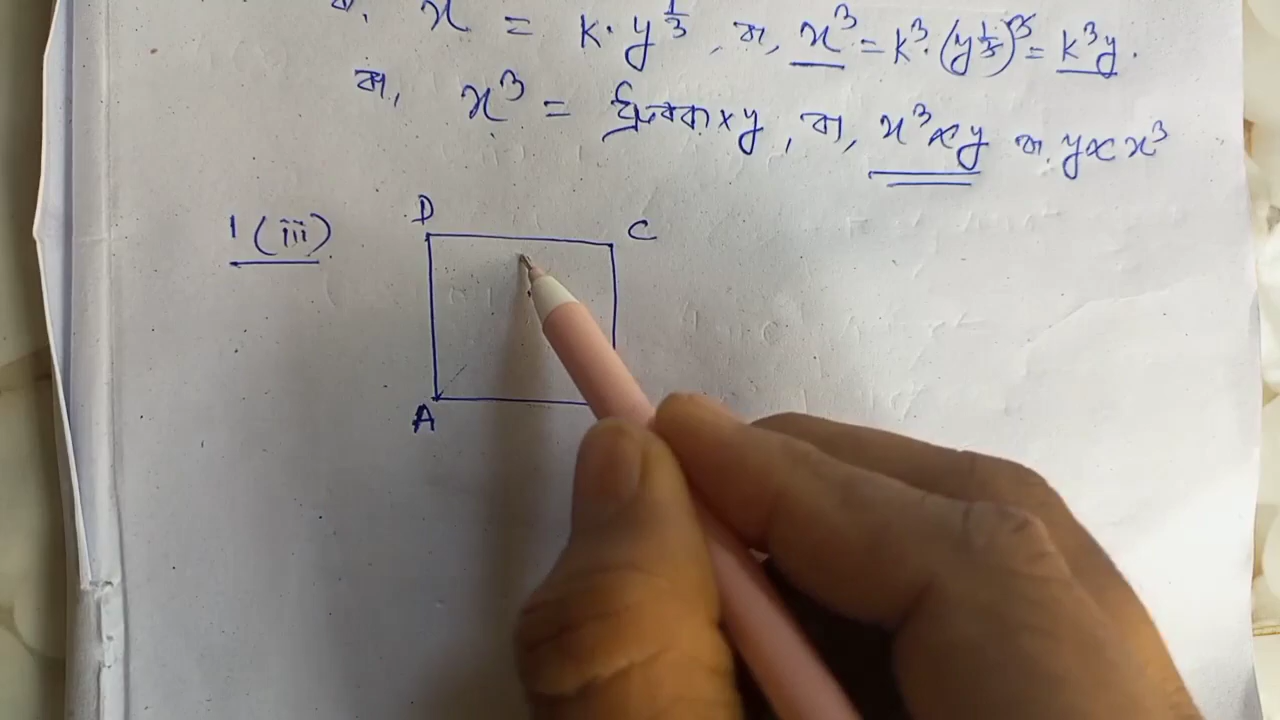 x = k · y^{1/3}, বা, x³ = k³ · (y^{1/3})³ = k³y.
বা, x³ = ধ্রুবক × y, বা, x³ ∝ y বা, y ∝ x³
1 (iii)
D
C
A